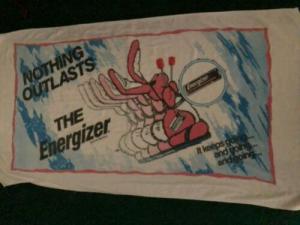 NOTHING
OUTLASTS
THE
Energizer
Energizer
It keeps going...
and going...
and going...